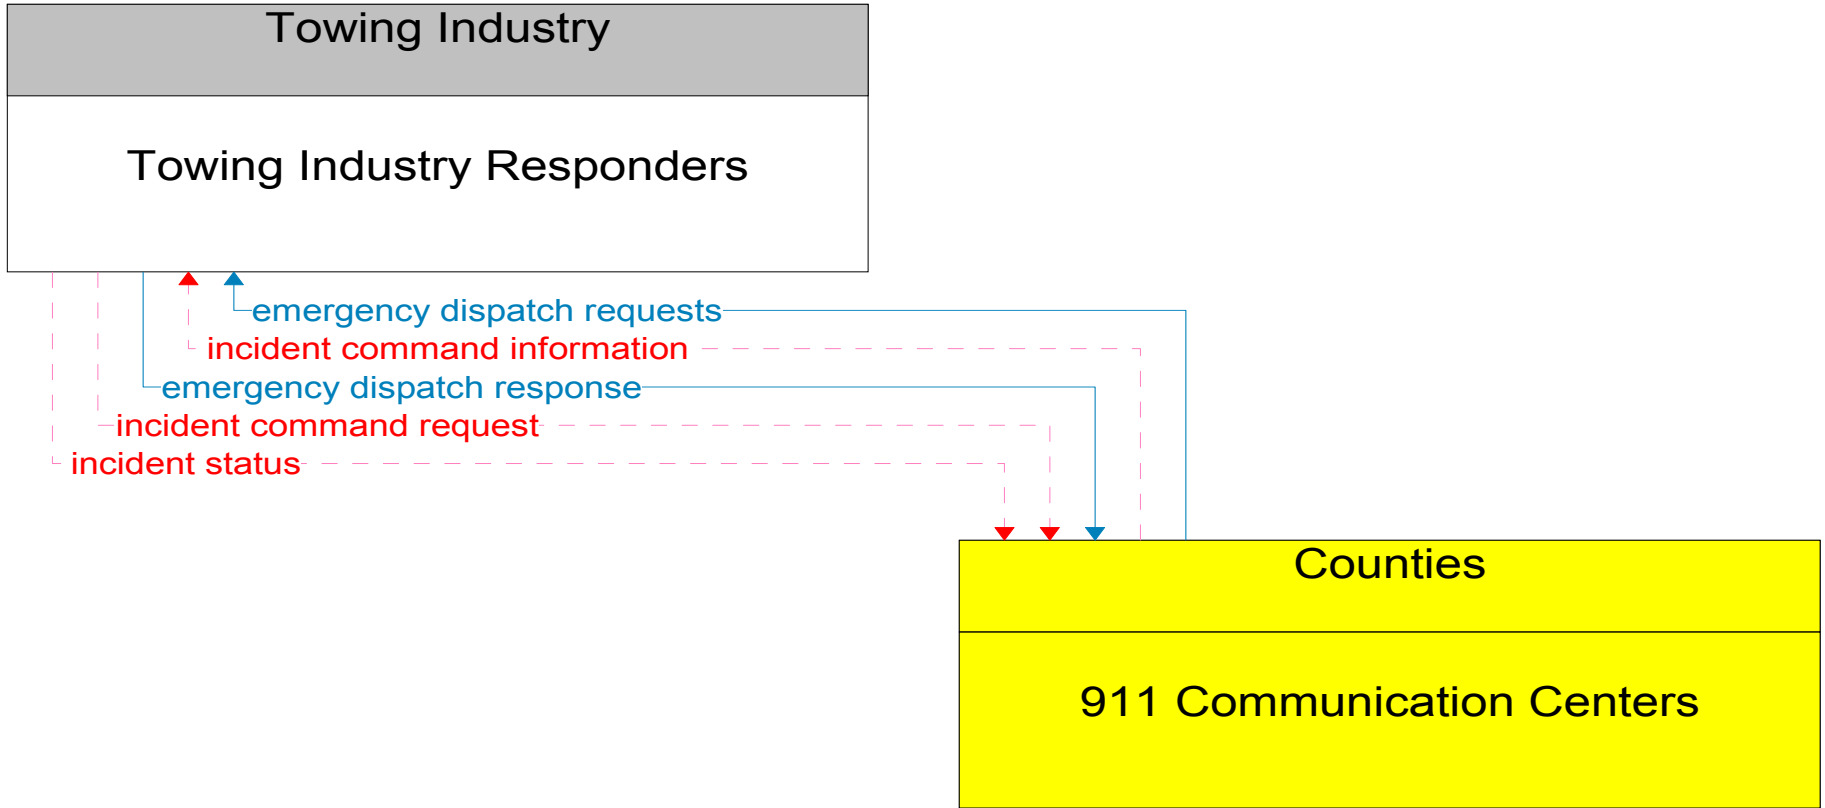 Towing Industry
Towing Industry Responders
emergency dispatch requests
incident command information
emergency dispatch response
incident command request
incident status
Counties
911 Communication Centers